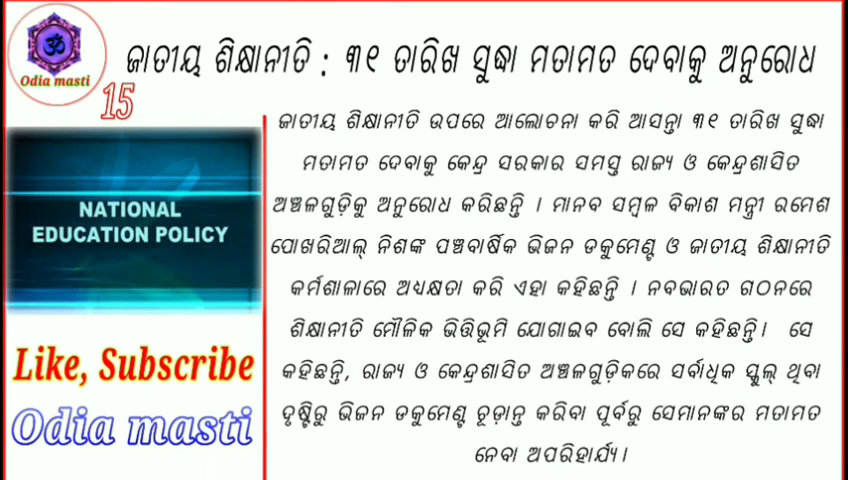 ଜାତୀୟ ଶିକ୍ଷାନୀତି : ୩୧ ତାରିଖ ସୁଦ୍ଧା ମତାମତ ଦେବାକୁ ଅନୁରୋଧ
ॐ
Odia masti
15
NATIONAL
EDUCATION POLICY
Like, Subscribe
Odia masti
ଜାତୀୟ ଶିକ୍ଷାନୀତି ଉପରେ ଆଲୋଚନା କରି ଆସନ୍ତା ୩୧ ତାରିଖ ସୁଦ୍ଧା
ମତାମତ ଦେବାକୁ କେନ୍ଦ୍ର ସରକାର ସମସ୍ତ ରାଜ୍ୟ ଓ କେନ୍ଦ୍ରଶାସିତ
ଅଞ୍ଚଳଗୁଡ଼ିକୁ ଅନୁରୋଧ କରିଛନ୍ତି । ମାନବ ସମ୍ବଳ ବିକାଶ ମନ୍ତ୍ରୀ ରମେଶ
ପୋଖରିଆଲ୍ ନିଶଙ୍କ ପଞ୍ଚବାର୍ଷିକ ଭିଜନ ଡକୁମେଣ୍ଟ ଓ ଜାତୀୟ ଶିକ୍ଷାନୀତି
କର୍ମଶାଳାରେ ଅଧ୍ୟକ୍ଷତା କରି ଏହା କହିଛନ୍ତି । ନବଭାରତ ଗଠନରେ
ଶିକ୍ଷାନୀତି ମୌଳିକ ଭିତ୍ତିଭୂମି ଯୋଗାଇବ ବୋଲି ସେ କହିଛନ୍ତି। ସେ
କହିଛନ୍ତି, ରାଜ୍ୟ ଓ କେନ୍ଦ୍ରଶାସିତ ଅଞ୍ଚଳଗୁଡ଼ିକରେ ସର୍ବାଧିକ ସ୍କୁଲ୍ ଥିବା
ଦୃଷ୍ଟିରୁ ଭିଜନ ଡକୁମେଣ୍ଟ ଚୂଡ଼ାନ୍ତ କରିବା ପୂର୍ବରୁ ସେମାନଙ୍କର ମତାମତ
ନେବା ଅପରିହାର୍ଯ୍ୟ।